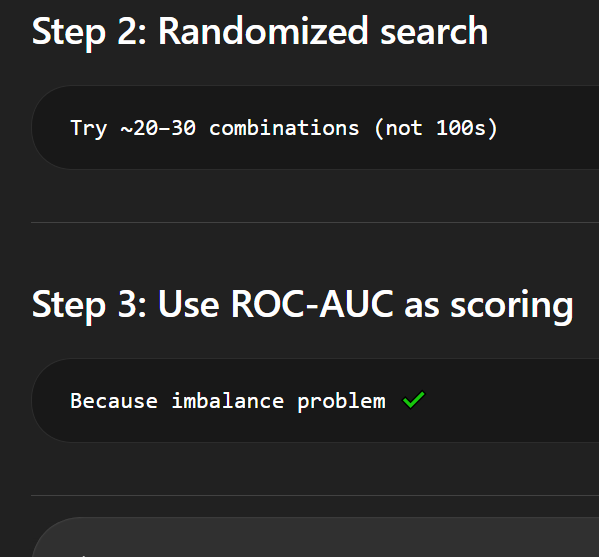 Step 2: Randomized search
Try ~20–30 combinations (not 100s)
Step 3: Use ROC-AUC as scoring
Because imbalance problem ✔